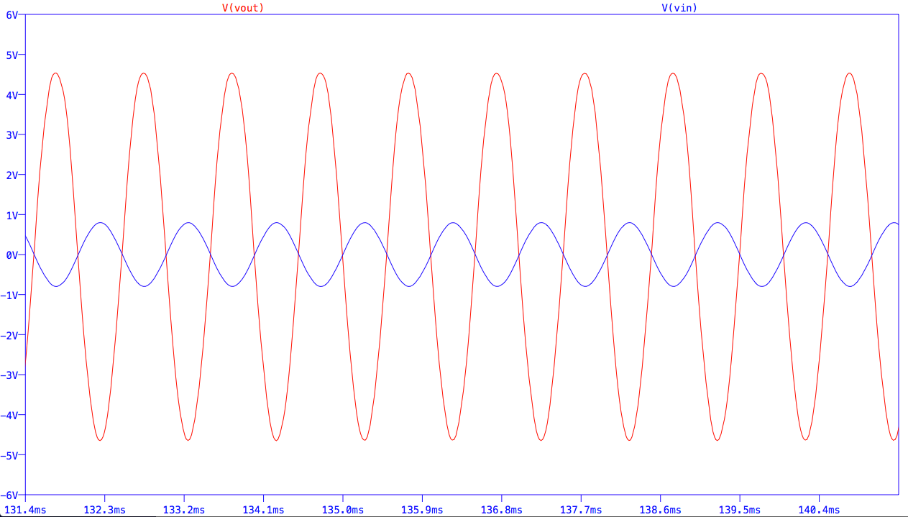 V(vout) V(vin)
6V
5V
4V
3V
2V
1V
0V
-1V
-2V
-3V
-4V
-5V
-6V
131.4ms 132.3ms 133.2ms 134.1ms 135.0ms 135.9ms 136.8ms 137.7ms 138.6ms 139.5ms 140.4ms